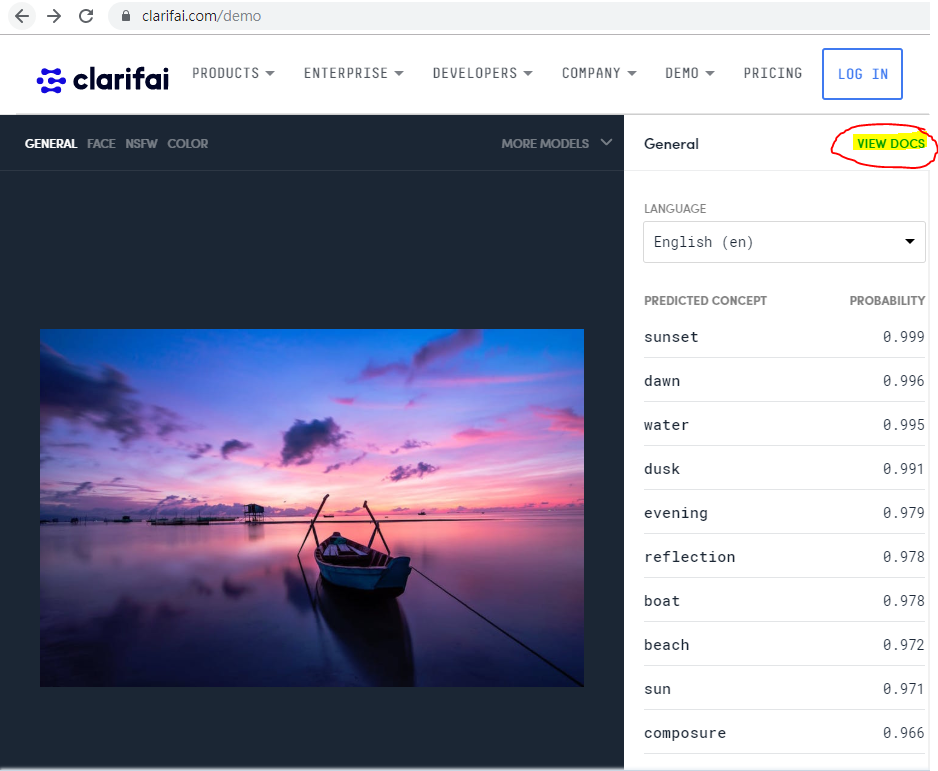 clarifai.com/demo
clarifai PRODUCTS ENTERPRISE DEVELOPERS COMPANY DEMO PRICING LOG IN
GENERAL FACE NSFW COLOR MORE MODELS
General VIEW DOCS
LANGUAGE
English (en)
PREDICTED CONCEPT PROBABILITY
sunset 0.999
dawn 0.996
water 0.995
dusk 0.991
evening 0.979
reflection 0.978
boat 0.978
beach 0.972
sun 0.971
composure 0.966